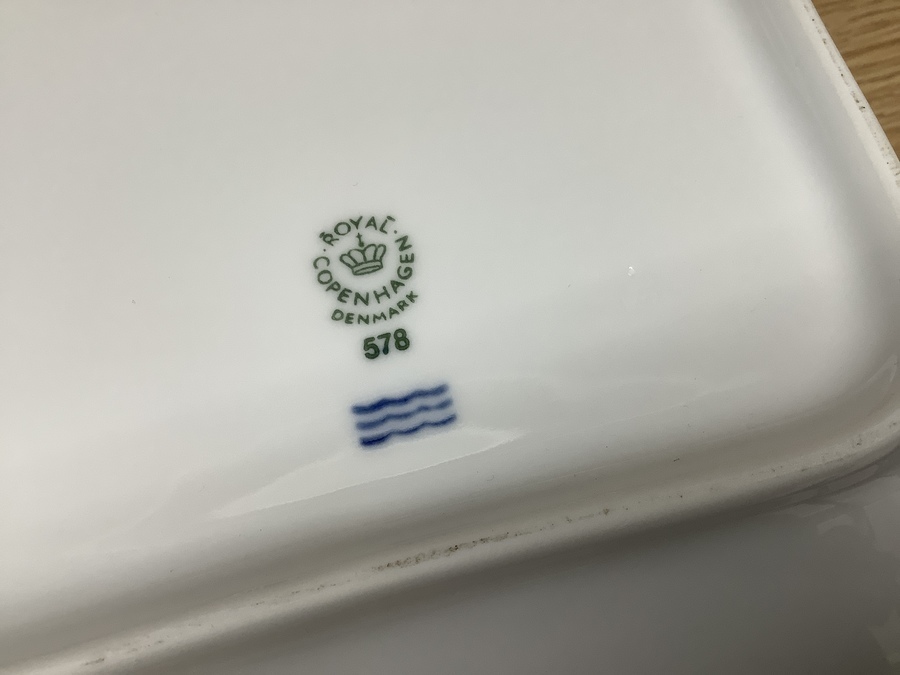 ROYAL
COPENHAGEN
DENMARK
578